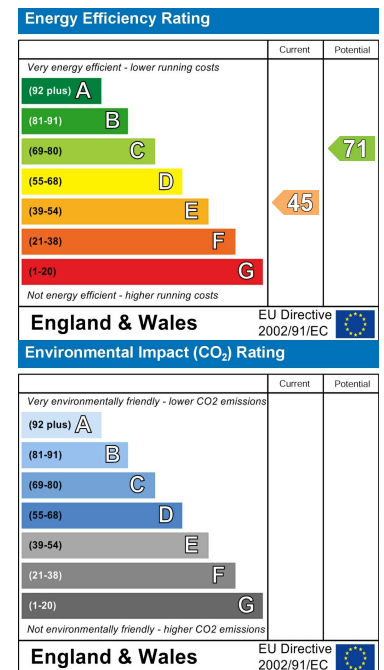 Energy Efficiency Rating
Current Potential
Very energy efficient - lower running costs
(92 plus) A
(81-91) B
(69-80) C
71
(55-68) D
(39-54) E
45
(21-38) F
(1-20) G
Not energy efficient - higher running costs
England & Wales
EU Directive
2002/91/EC
Environmental Impact (CO₂) Rating
Current Potential
Very environmentally friendly - lower CO2 emissions
(92 plus) A
(81-91) B
(69-80) C
(55-68) D
(39-54) E
(21-38) F
(1-20) G
Not environmentally friendly - higher CO2 emissions
England & Wales
EU Directive
2002/91/EC